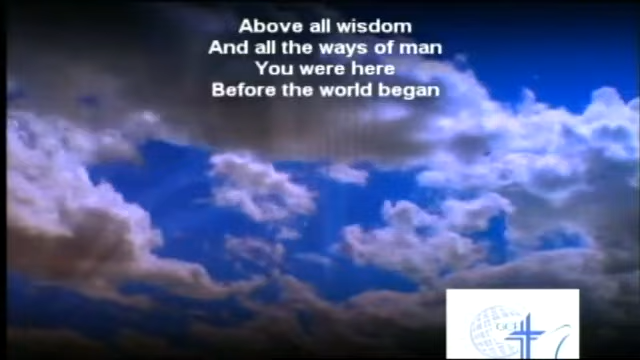 Above all wisdom
And all the ways of man
You were here
Before the world began